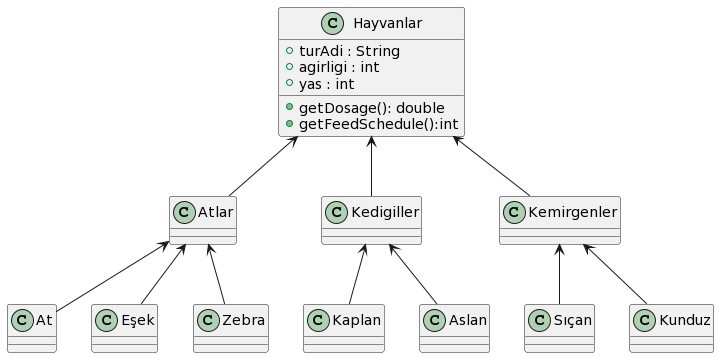 C Hayvanlar
turAdi : String
agirligi : int
yas : int
getDosage(): double
getFeedSchedule():int
C Atlar
C Kedigiller
C Kemirgenler
C At
C Eşek
C Zebra
C Kaplan
C Aslan
C Sıçan
C Kunduz